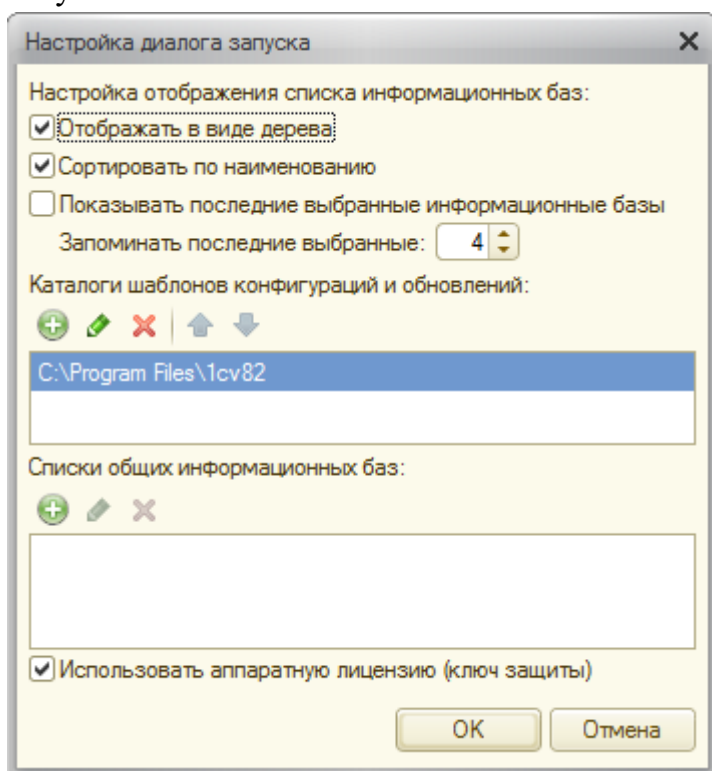 Настройка диалога запуска
Настройка отображения списка информационных баз:
Отображать в виде дерева
Сортировать по наименованию
Показывать последние выбранные информационные базы
Запоминать последние выбранные: 4
Каталоги шаблонов конфигураций и обновлений:
C:\Program Files\1cv82
Списки общих информационных баз:
Использовать аппаратную лицензию (ключ защиты)
OK Отмена